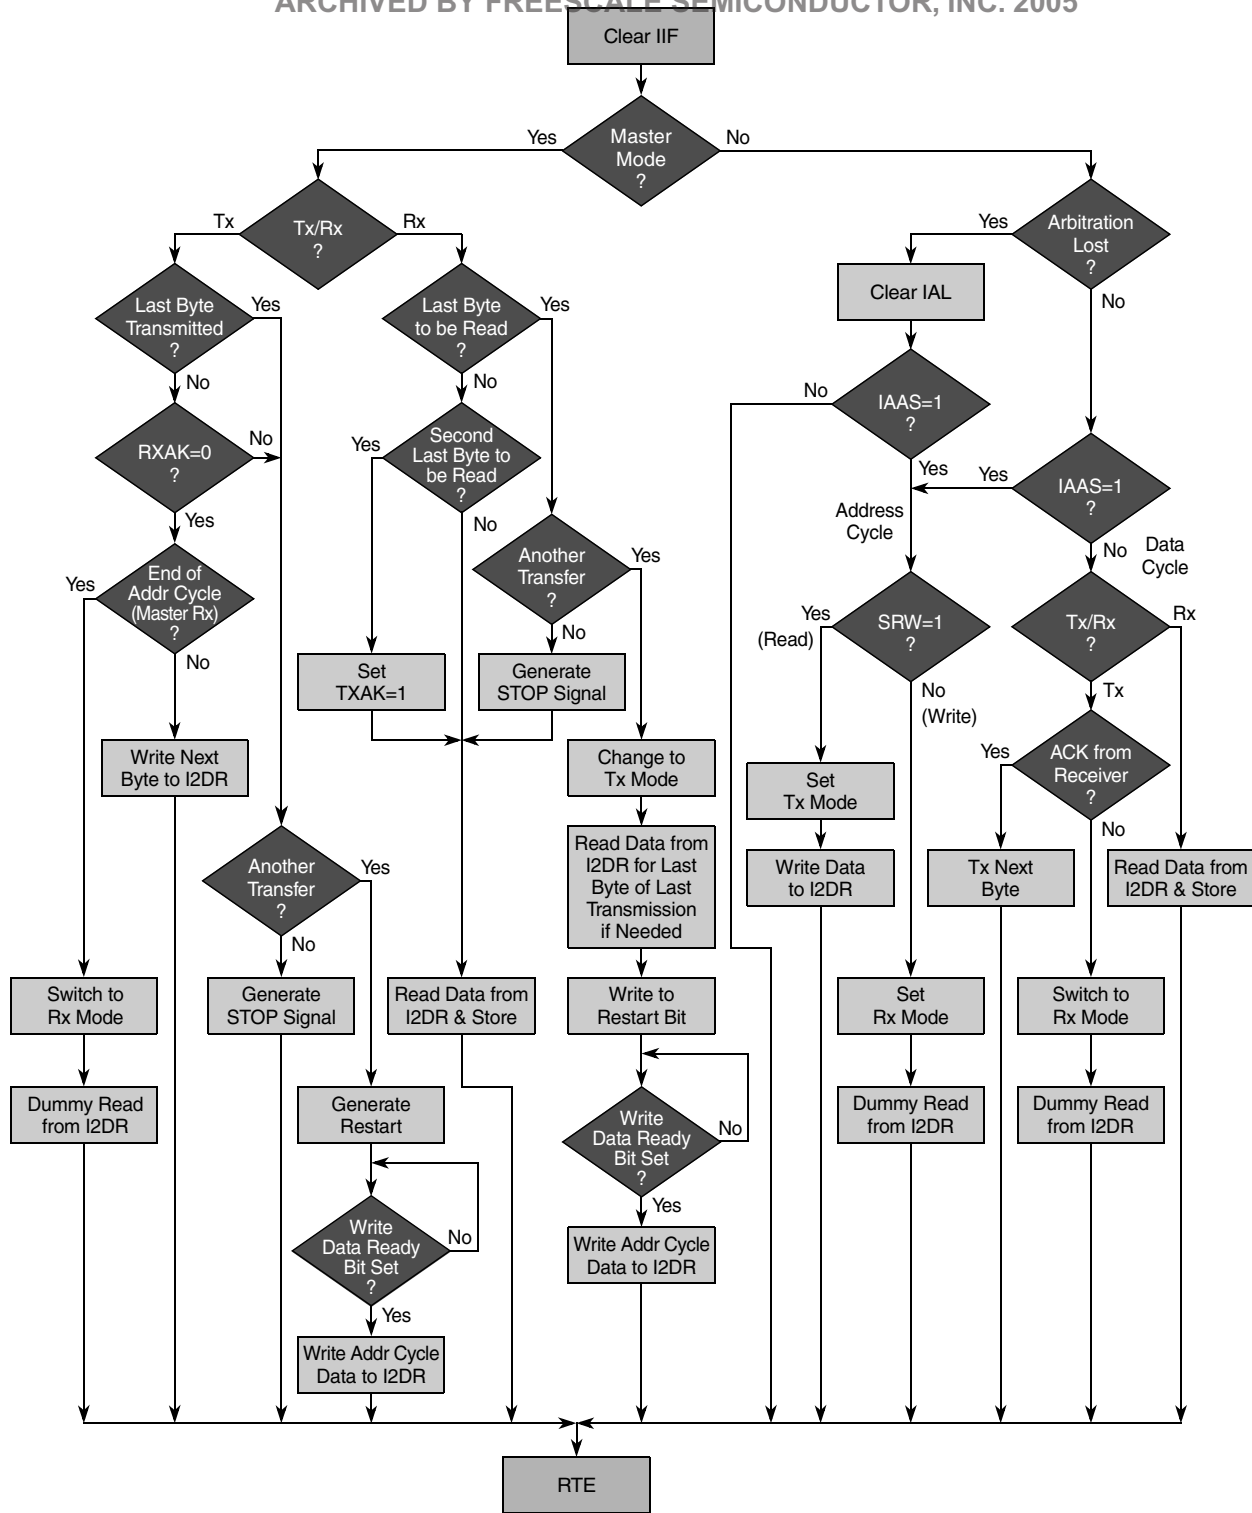 ARCHIVED BY FREESCALE SEMICONDUCTOR, INC. 2005
Clear IIF
Master
Mode
?
Yes
No
Tx/Rx
?
Tx
Rx
Arbitration
Lost
?
Yes
No
Last Byte
Transmitted
?
Yes
No
Last Byte
to be Read
?
Yes
No
Clear IAL
IAAS=1
?
No
Yes
RXAK=0
?
No
Yes
Second
Last Byte to
be Read
?
Yes
No
IAAS=1
?
Yes
No
Address
Cycle
Data
Cycle
End of
Addr Cycle
(Master Rx)
?
Yes
No
Another
Transfer
?
Yes
No
SRW=1
?
Yes
(Read)
No
(Write)
Tx/Rx
?
Rx
Tx
Set
TXAK=1
Generate
STOP Signal
Write Next
Byte to I2DR
Change to
Tx Mode
Set
Tx Mode
ACK from
Receiver
?
Yes
No
Another
Transfer
?
Yes
No
Read Data from
I2DR for Last
Byte of Last
Transmission
if Needed
Write Data
to I2DR
Tx Next
Byte
Read Data from
I2DR & Store
Switch to
Rx Mode
Generate
STOP Signal
Read Data from
I2DR & Store
Write to
Restart Bit
Set
Rx Mode
Switch to
Rx Mode
Dummy Read
from I2DR
Generate
Restart
Write
Data Ready
Bit Set
?
No
Yes
Dummy Read
from I2DR
Dummy Read
from I2DR
Write
Data Ready
Bit Set
?
No
Yes
Write Addr Cycle
Data to I2DR
Write Addr Cycle
Data to I2DR
RTE